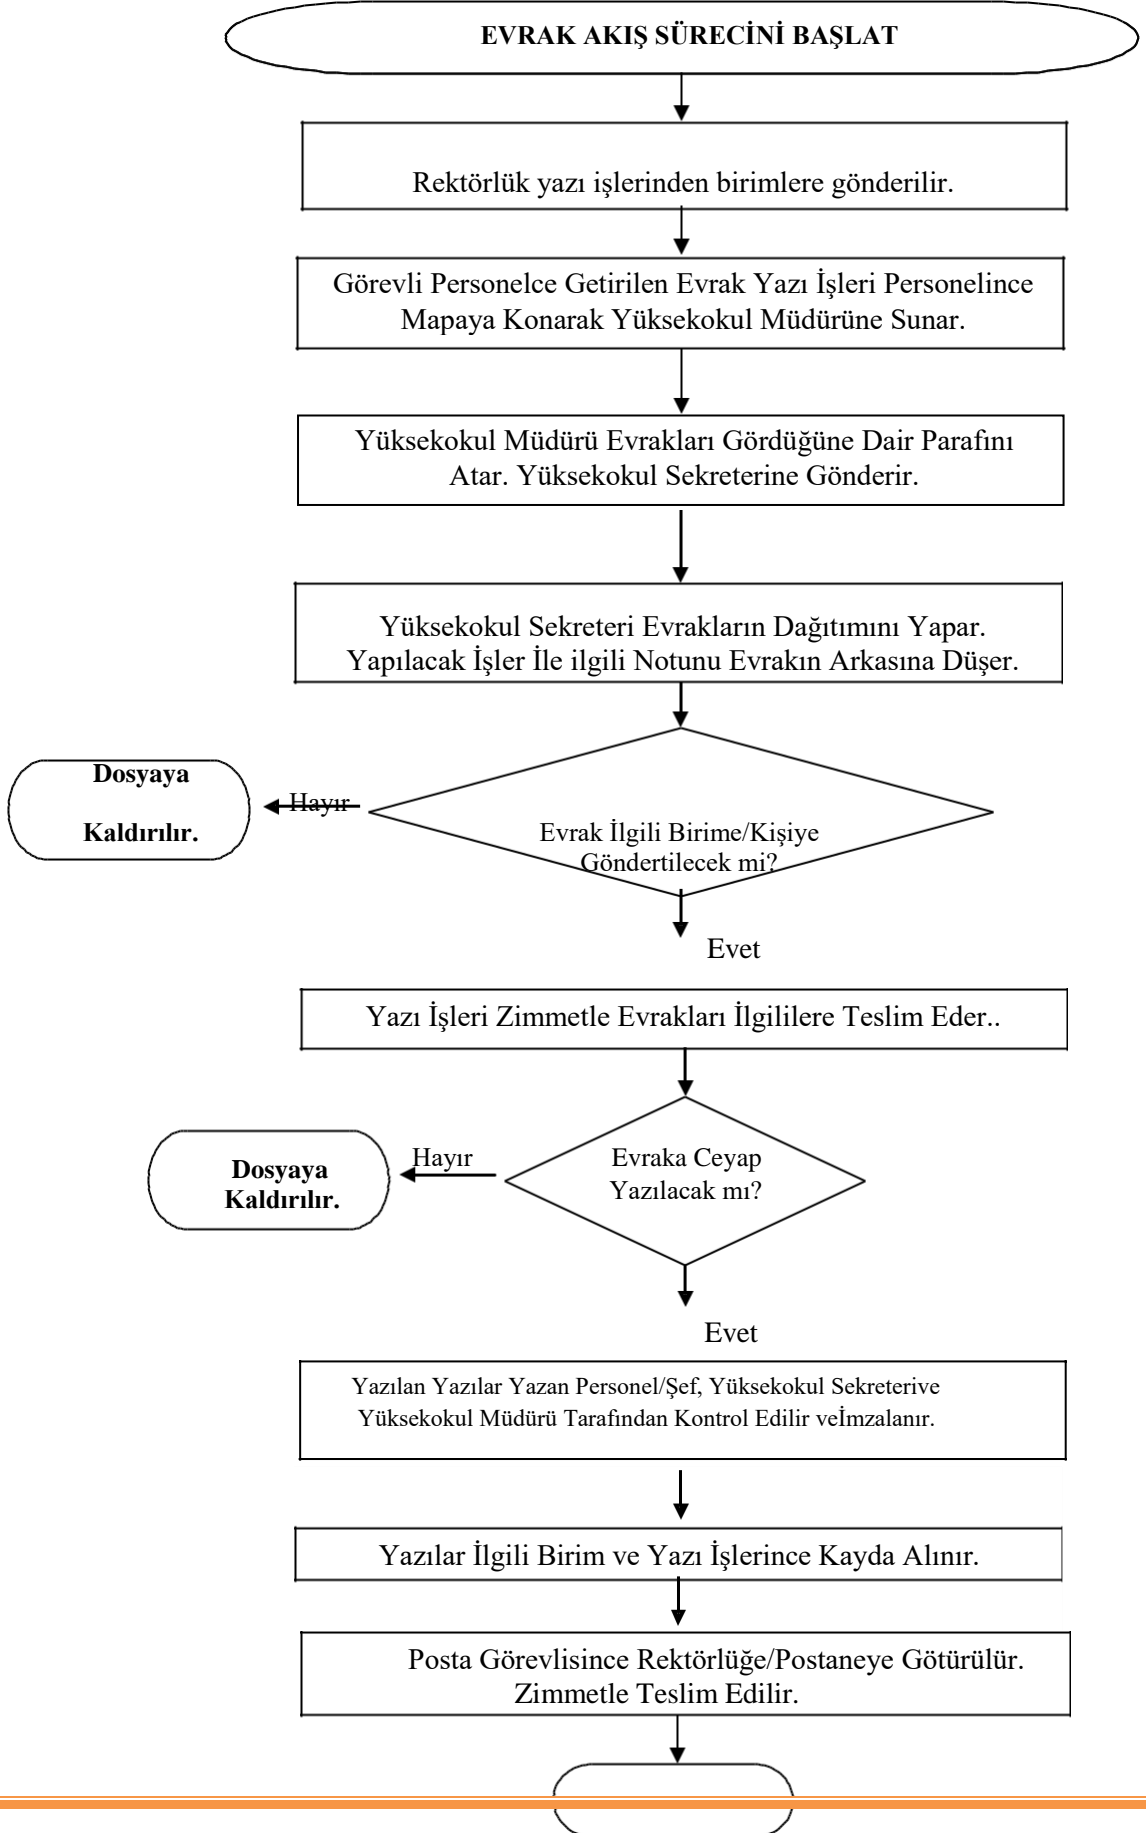 EVRAK AKIŞ SÜRECİNİ BAŞLAT
Rektörlük yazı işlerinden birimlere gönderilir.
Görevli Personelce Getirilen Evrak Yazı İşleri Personelince
Mapaya Konarak Yüksekokul Müdürüne Sunar.
Yüksekokul Müdürü Evrakları Gördüğüne Dair Parafını
Atar. Yüksekokul Sekreterine Gönderir.
Yüksekokul Sekreteri Evrakların Dağıtımını Yapar.
Yapılacak İşler İle ilgili Notunu Evrakın Arkasına Düşer.
Dosyaya
Kaldırılır.
Hayır
Evrak İlgili Birime/Kişiye
Göndertilecek mi?
Evet
Yazı İşleri Zimmetle Evrakları İlgililere Teslim Eder..
Dosyaya
Kaldırılır.
Hayır
Evraka Ceyap
Yazılacak mı?
Evet
Yazılan Yazılar Yazan Personel/Şef, Yüksekokul Sekreterive
Yüksekokul Müdürü Tarafından Kontrol Edilir veİmzalanır.
Yazılar İlgili Birim ve Yazı İşlerince Kayda Alınır.
Posta Görevlisince Rektörlüğe/Postaneye Götürülür.
Zimmetle Teslim Edilir.